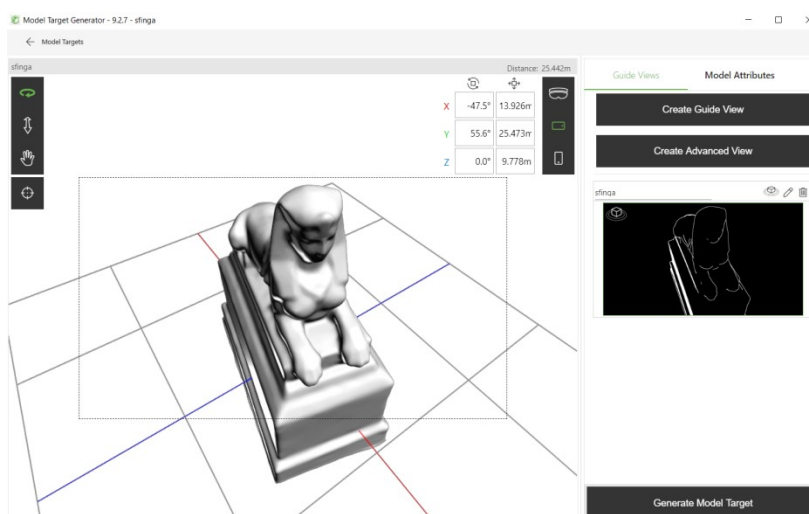 Model Target Generator - 9.2.7 - sfinga
Model Targets
sfinga
Distance: 25.442m
X -47.5° 13.926m
Y 55.6° 25.473m
Z 0.0° 9.778m
Guide Views Model Attributes
Create Guide View
Create Advanced View
sfinga
Generate Model Target